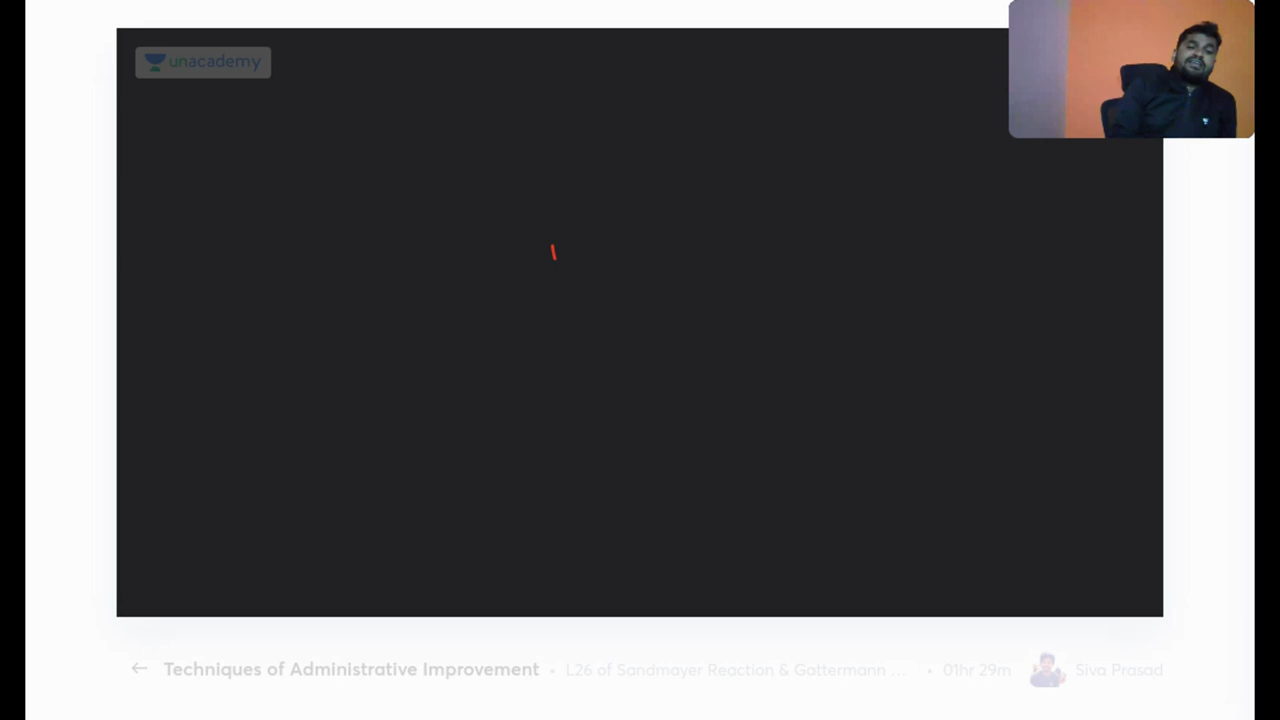 unacademy
← Techniques of Administrative Improvement • L26 of Sandmayer Reaction & Gattermann ... • 01hr 29m Siva Prasad